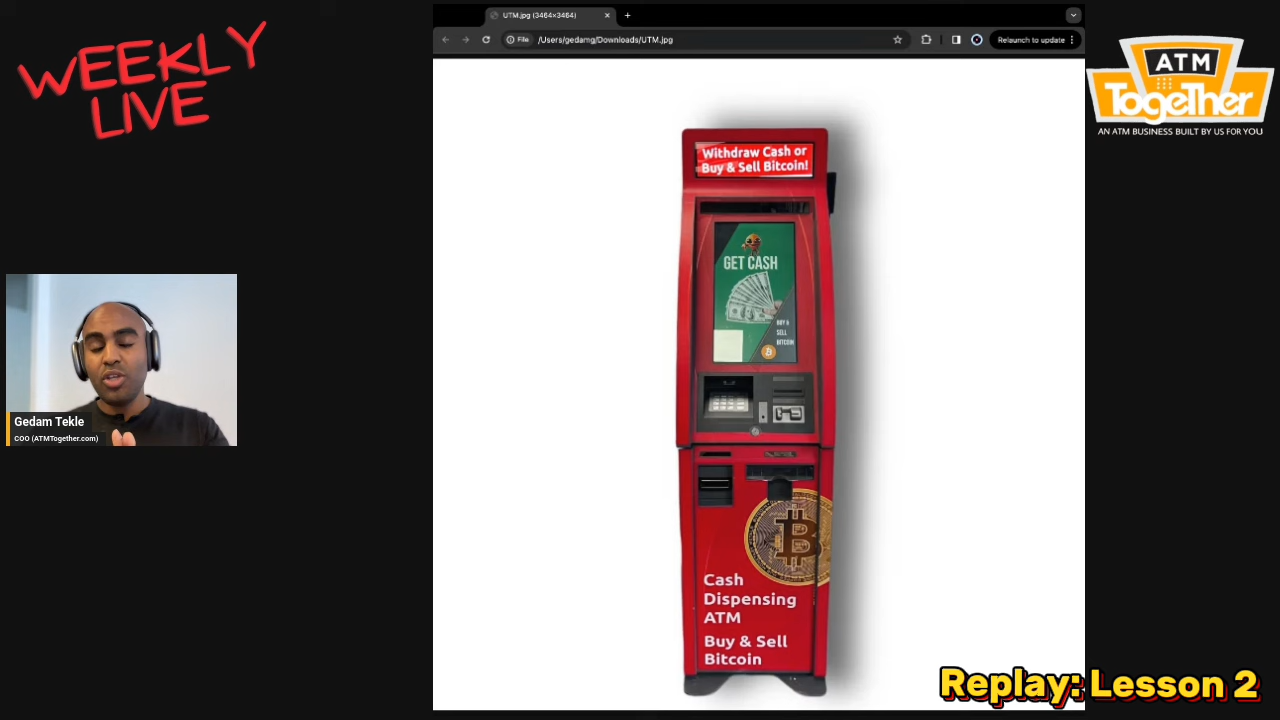 WEEKLY
LIVE
UTM.jpg (3464×3464)
File
/Users/gedamg/Downloads/UTM.jpg
Relaunch to update
ATM
TogeTher
AN ATM BUSINESS BUILT BY US FOR YOU
Withdraw Cash or
Buy & Sell Bitcoin!
GET CASH
BUY &
SELL
BITCOIN
Gedam Tekle
COO (ATMTogether.com)
Cash
Dispensing
ATM
Buy & Sell
Bitcoin
Replay: Lesson 2